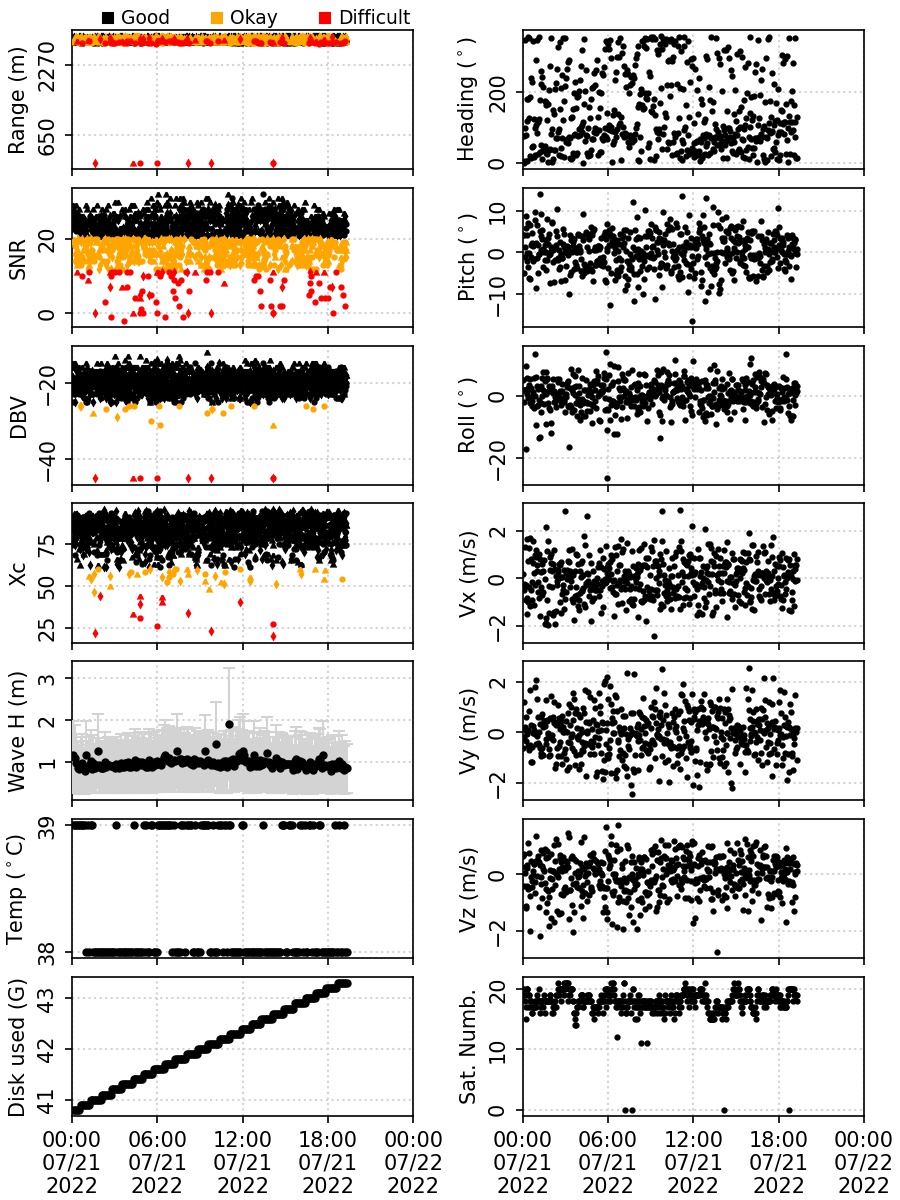 Good Okay Difficult
Range (m)
2270
650
Heading (°)
200
0
SNR
20
0
Pitch (°)
10
0
−10
DBV
−20
−40
Roll (°)
0
−20
Xc
75
50
25
Vx (m/s)
2
0
−2
Wave H (m)
3
2
1
Vy (m/s)
2
0
−2
Temp (°C)
39
38
Vz (m/s)
0
−2
Disk used (G)
43
42
41
Sat. Numb.
20
10
0
00:00 06:00 12:00 18:00 00:00
07/21 07/21 07/21 07/21 07/22
2022 2022 2022 2022 2022
00:00 06:00 12:00 18:00 00:00
07/21 07/21 07/21 07/21 07/22
2022 2022 2022 2022 2022